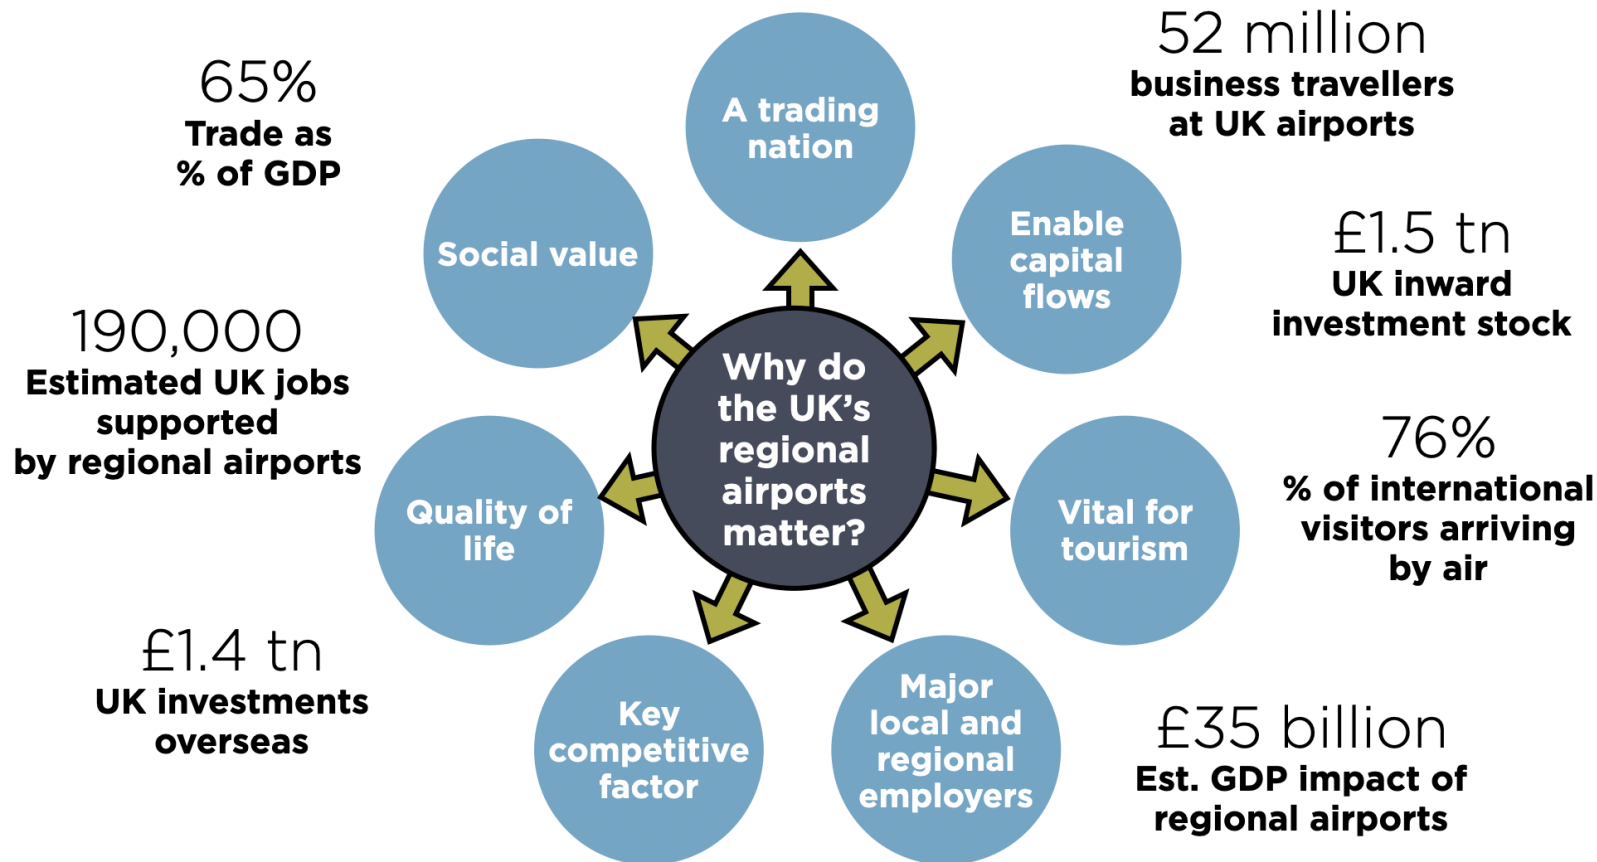 65%
Trade as
% of GDP
A trading
nation
52 million
business travellers
at UK airports
Social value
Enable
capital
flows
£1.5 tn
UK inward
investment stock
190,000
Estimated UK jobs
supported
by regional airports
Why do
the UK’s
regional
airports
matter?
76%
% of international
visitors arriving
by air
Quality of
life
Vital for
tourism
£1.4 tn
UK investments
overseas
Key
competitive
factor
Major
local and
regional
employers
£35 billion
Est. GDP impact of
regional airports